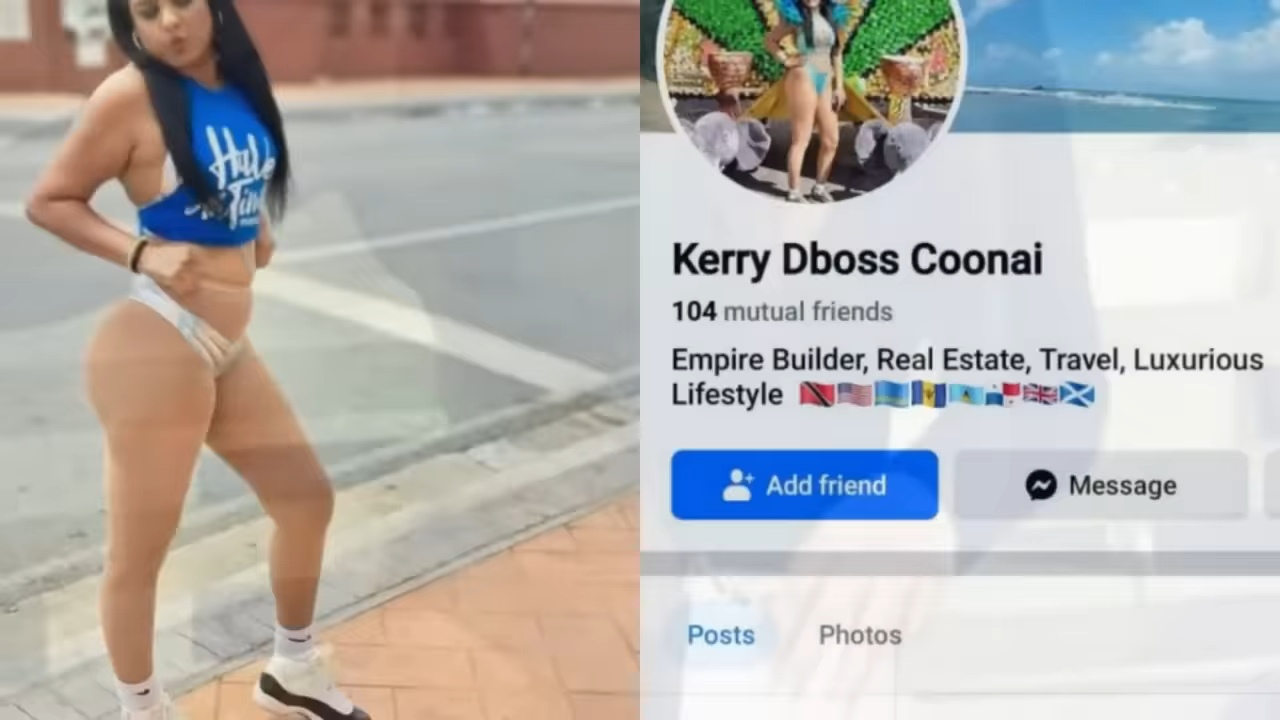 Kerry Dboss Coonai
104 mutual friends
Empire Builder, Real Estate, Travel, Luxurious
Lifestyle 🇹🇹🇺🇸🇦🇼🇧🇧🇱🇨🇵🇦🇬🇧🏴󠁧󠁢󠁳󠁣󠁴󠁿
Add friend
Message
Posts
Photos